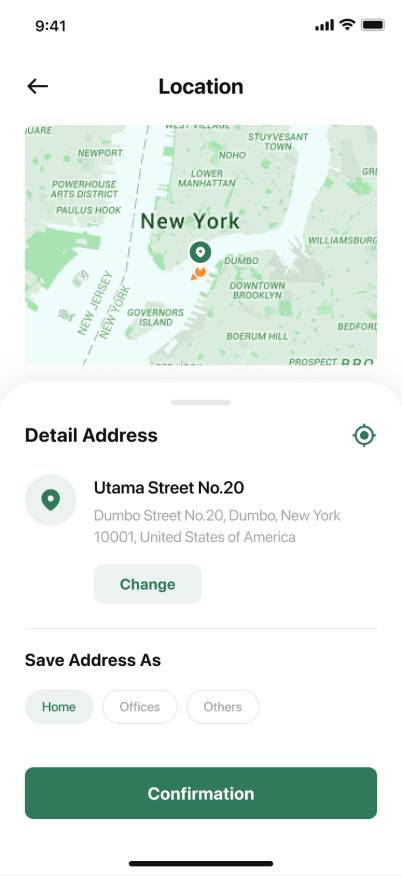 9:41
Location
WEST VILLAGE
UARE
STUYVESANT
TOWN
NEWPORT
NOHO
LOWER
MANHATTAN
GRE
POWERHOUSE
ARTS DISTRICT
PAULUS HOOK
New York
WILLIAMSBURG
DUMBO
NEW JERSEY
NEW YORK
DOWNTOWN
BROOKLYN
GOVERNORS
ISLAND
BEDFORD
BOERUM HILL
PROSPECT
BRO
Detail Address
Utama Street No.20
Dumbo Street No.20, Dumbo, New York
10001, United States of America
Change
Save Address As
Home
Offices
Others
Confirmation